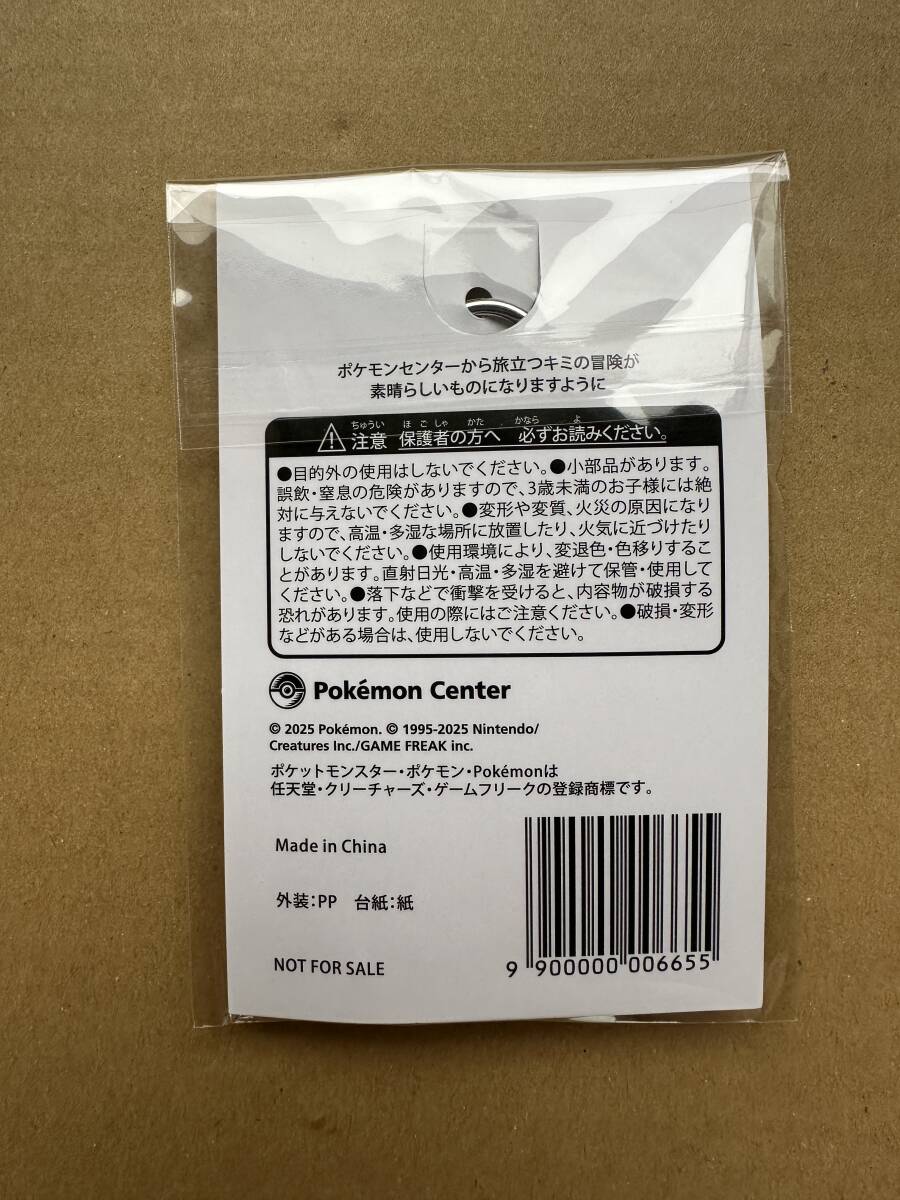 ポケモンセンターから旅立つキミの冒険が
素晴らしいものになりますように
ちゅうい ほごしゃ かた かなら よ
注意 保護者の方へ 必ずお読みください。
●目的外の使用はしないでください。●小部品があります。
誤飲・窒息の危険がありますので、3歳未満のお子様には絶
対に与えないでください。●変形や変質、火災の原因になり
ますので、高温・多湿な場所に放置したり、火気に近づけたり
しないでください。●使用環境により、変退色・色移りするこ
とがあります。直射日光・高温・多湿を避けて保管・使用して
ください。●落下などで衝撃を受けると、内容物が破損する
恐れがあります。使用の際にはご注意ください。●破損・変形
などがある場合は、使用しないでください。
Pokémon Center
© 2025 Pokémon. © 1995-2025 Nintendo/
Creatures Inc./GAME FREAK inc.
ポケットモンスター・ポケモン・Pokémonは
任天堂・クリーチャーズ・ゲームフリークの登録商標です。
Made in China
外装:PP 台紙:紙
NOT FOR SALE
9 900000 006655